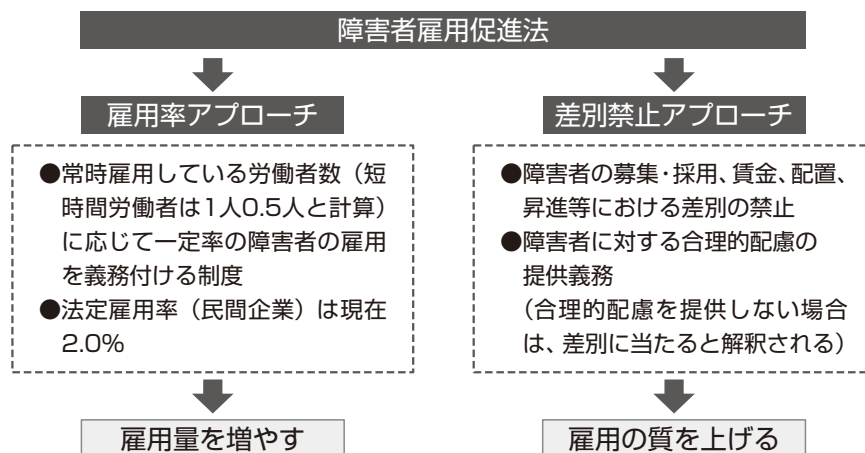 障害者雇用促進法
雇用率アプローチ
●常時雇用している労働者数（短
時間労働者は1人0.5人と計算）
に応じて一定率の障害者の雇用
を義務付ける制度
●法定雇用率（民間企業）は現在
2.0%
雇用量を増やす
差別禁止アプローチ
●障害者の募集・採用、賃金、配置、
昇進等における差別の禁止
●障害者に対する合理的配慮の
提供義務
（合理的配慮を提供しない場合
は、差別に当たると解釈される）
雇用の質を上げる